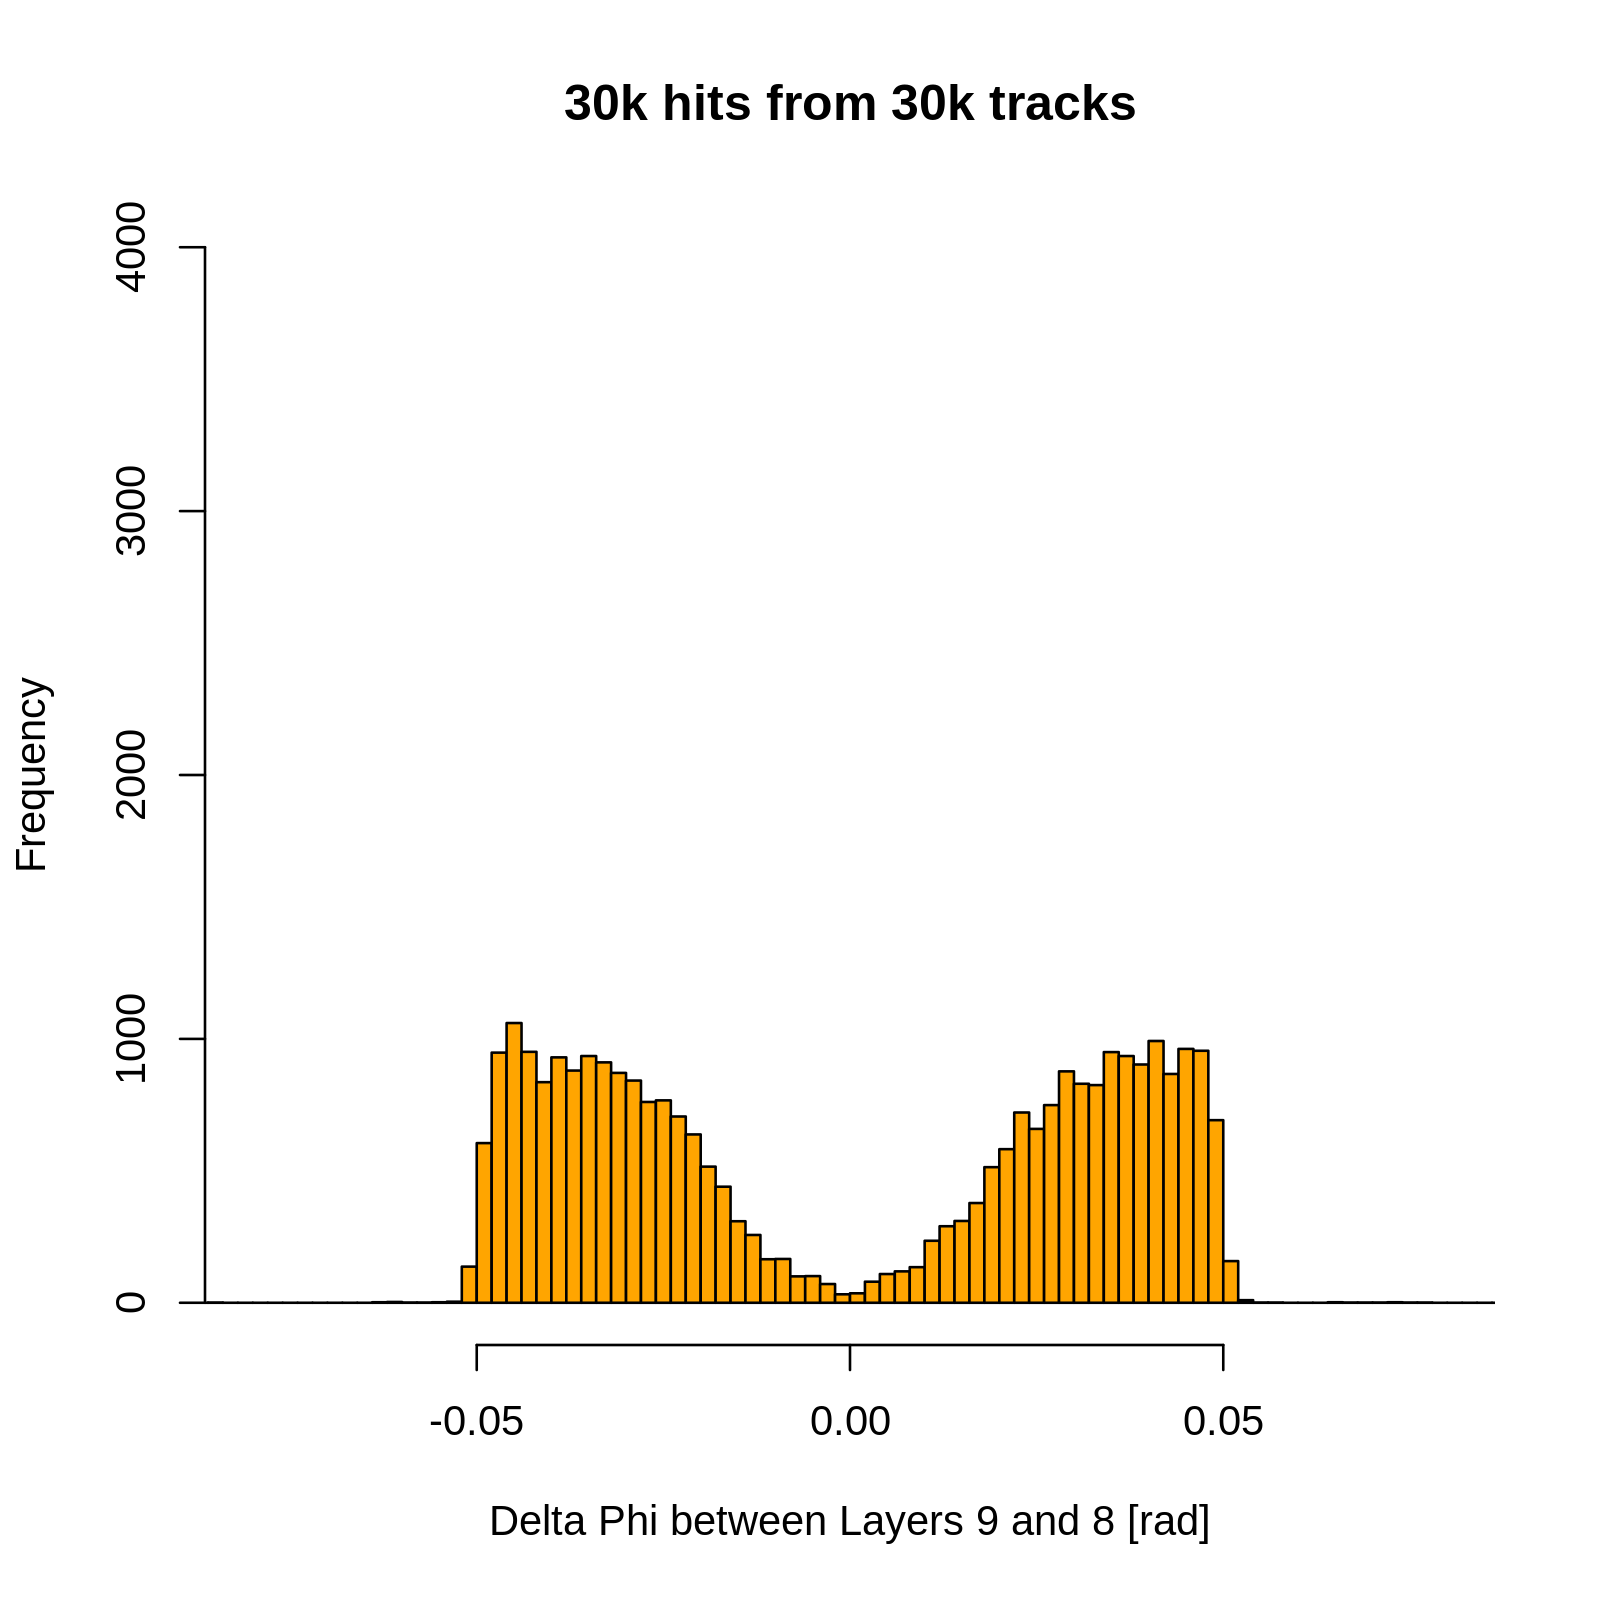 30k hits from 30k tracks
4000
3000
2000
1000
0
Frequency
-0.05
0.00
0.05
Delta Phi between Layers 9 and 8 [rad]